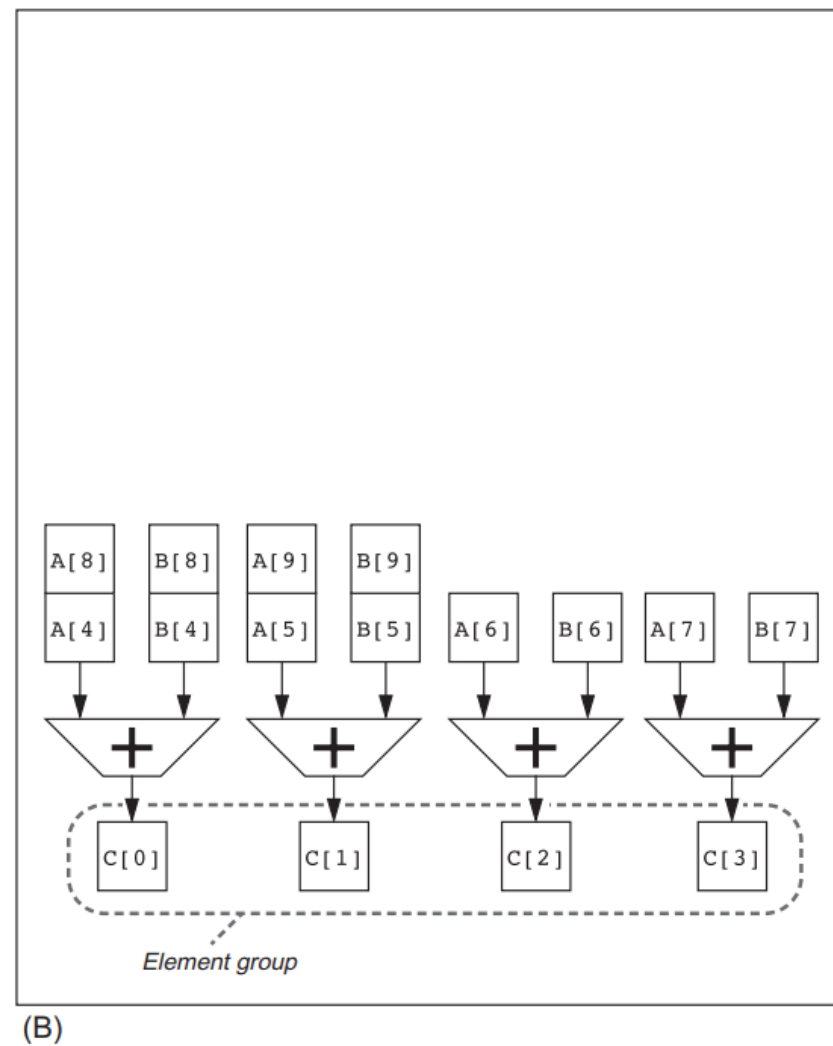 A[8] B[8] A[9] B[9]
A[4] B[4] A[5] B[5] A[6] B[6] A[7] B[7]
+ + + +
C[0] C[1] C[2] C[3]
Element group
(B)